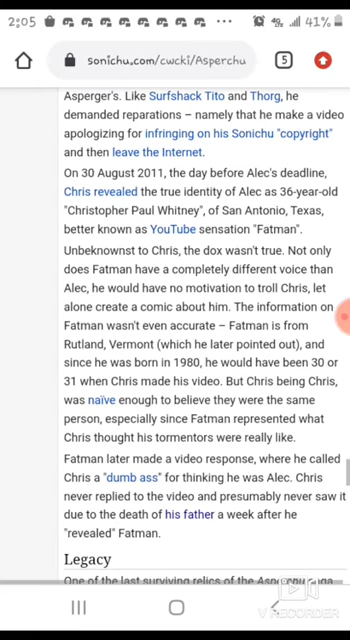 2:05 ... 4G 41%
sonichu.com/cwcki/Asperchu 5
Asperger's. Like Surfshack Tito and Thorg, he
demanded reparations – namely that he make a video
apologizing for infringing on his Sonichu "copyright"
and then leave the Internet.
On 30 August 2011, the day before Alec's deadline,
Chris revealed the true identity of Alec as 36-year-old
"Christopher Paul Whitney", of San Antonio, Texas,
better known as YouTube sensation "Fatman".
Unbeknownst to Chris, the dox wasn't true. Not only
does Fatman have a completely different voice than
Alec, he would have no motivation to troll Chris, let
alone create a comic about him. The information on
Fatman wasn't even accurate – Fatman is from
Rutland, Vermont (which he later pointed out), and
since he was born in 1980, he would have been 30 or
31 when Chris made his video. But Chris being Chris,
was naïve enough to believe they were the same
person, especially since Fatman represented what
Chris thought his tormentors were really like.
Fatman later made a video response, where he called
Chris a "dumb ass" for thinking he was Alec. Chris
never replied to the video and presumably never saw it
due to the death of his father a week after he
"revealed" Fatman.
Legacy
One of the last surviving relics of the Asperchu saga
V RECORDER